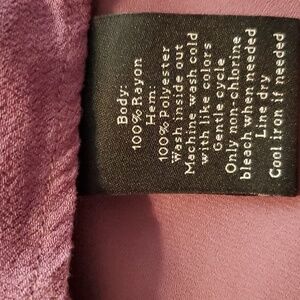 Body:
100% Rayon
Hem:
100% Polyester
Wash inside out
Machine wash cold
with like colors
Gentle cycle
Only non-chlorine
bleach when needed
Line dry
Cool iron if needed